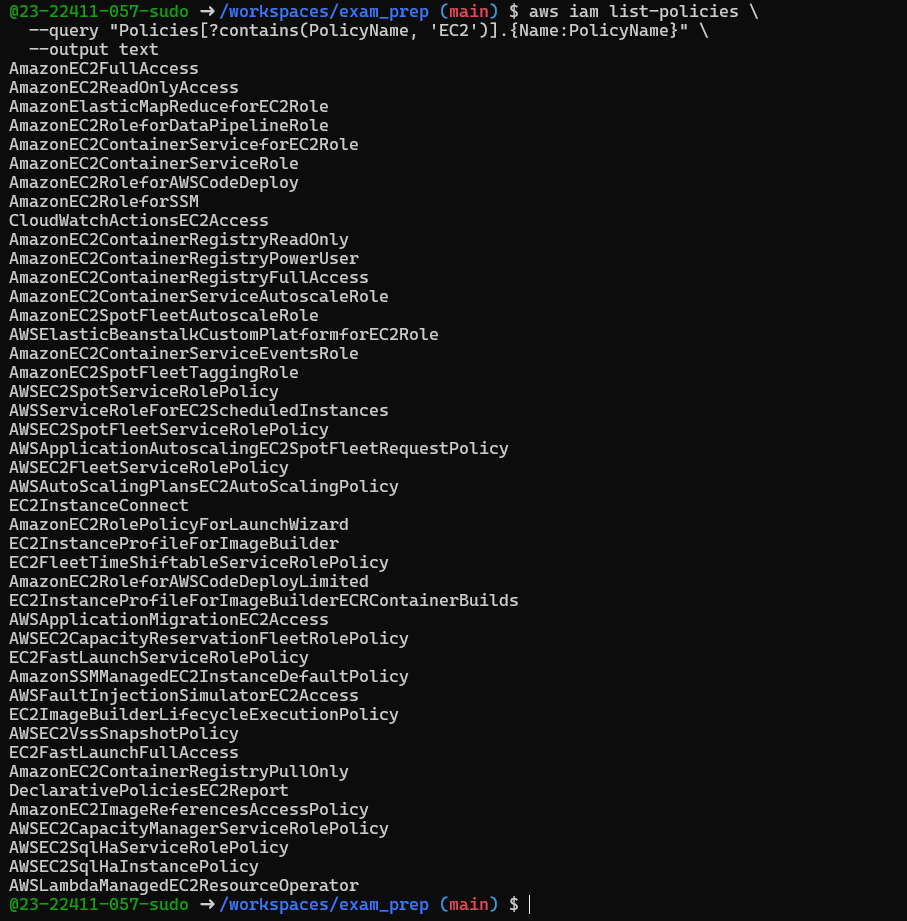 @23-22411-057-sudo → /workspaces/exam_prep (main) $ aws iam list-policies \
  --query "Policies[?contains(PolicyName, 'EC2')].{Name:PolicyName}" \
  --output text
AmazonEC2FullAccess
AmazonEC2ReadOnlyAccess
AmazonElasticMapReduceforEC2Role
AmazonEC2RoleforDataPipelineRole
AmazonEC2ContainerServiceforEC2Role
AmazonEC2ContainerServiceRole
AmazonEC2RoleforAWSCodeDeploy
AmazonEC2RoleforSSM
CloudWatchActionsEC2Access
AmazonEC2ContainerRegistryReadOnly
AmazonEC2ContainerRegistryPowerUser
AmazonEC2ContainerRegistryFullAccess
AmazonEC2ContainerServiceAutoscaleRole
AmazonEC2SpotFleetAutoscaleRole
AWSElasticBeanstalkCustomPlatformforEC2Role
AmazonEC2ContainerServiceEventsRole
AmazonEC2SpotFleetTaggingRole
AWSEC2SpotServiceRolePolicy
AWSServiceRoleForEC2ScheduledInstances
AWSEC2SpotFleetServiceRolePolicy
AWSApplicationAutoscalingEC2SpotFleetRequestPolicy
AWSEC2FleetServiceRolePolicy
AWSAutoScalingPlansEC2AutoScalingPolicy
EC2InstanceConnect
AmazonEC2RolePolicyForLaunchWizard
EC2InstanceProfileForImageBuilder
EC2FleetTimeShiftableServiceRolePolicy
AmazonEC2RoleforAWSCodeDeployLimited
EC2InstanceProfileForImageBuilderECRContainerBuilds
AWSApplicationMigrationEC2Access
AWSEC2CapacityReservationFleetRolePolicy
EC2FastLaunchServiceRolePolicy
AmazonSSMManagedEC2InstanceDefaultPolicy
AWSFaultInjectionSimulatorEC2Access
EC2ImageBuilderLifecycleExecutionPolicy
AWSEC2VssSnapshotPolicy
EC2FastLaunchFullAccess
AmazonEC2ContainerRegistryPullOnly
DeclarativePoliciesEC2Report
AmazonEC2ImageReferencesAccessPolicy
AWSEC2CapacityManagerServiceRolePolicy
AWSEC2SqlHaServiceRolePolicy
AWSEC2SqlHaInstancePolicy
AWSLambdaManagedEC2ResourceOperator
@23-22411-057-sudo → /workspaces/exam_prep (main) $